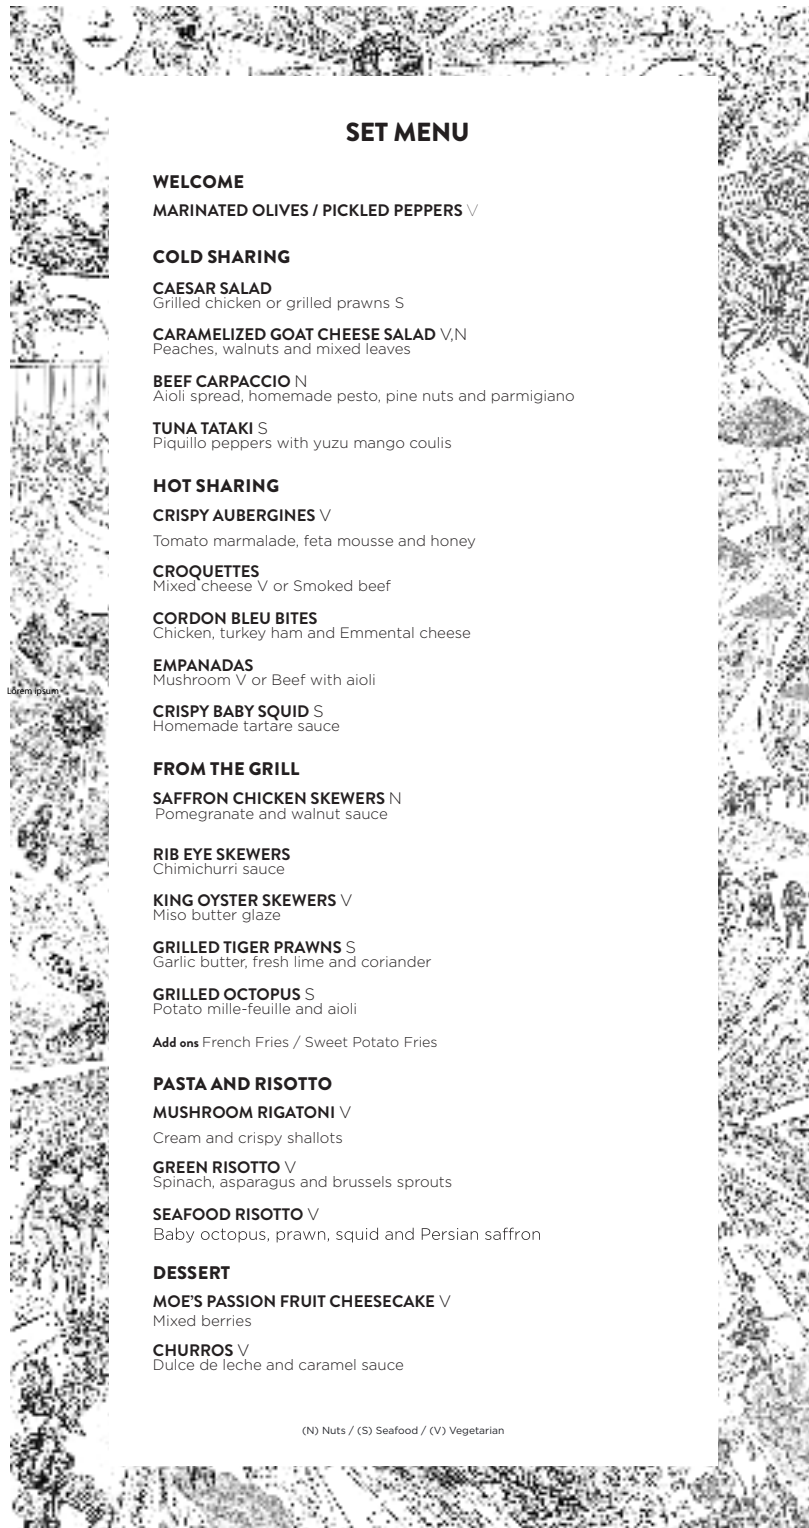 SET MENU
WELCOME
MARINATED OLIVES / PICKLED PEPPERS V
COLD SHARING
CAESAR SALAD
Grilled chicken or grilled prawns S
CARAMELIZED GOAT CHEESE SALAD V,N
Peaches, walnuts and mixed leaves
BEEF CARPACCIO N
Aioli spread, homemade pesto, pine nuts and parmigiano
TUNA TATAKI S
Piquillo peppers with yuzu mango coulis
HOT SHARING
CRISPY AUBERGINES V
Tomato marmalade, feta mousse and honey
CROQUETTES
Mixed cheese V or Smoked beef
CORDON BLEU BITES
Chicken, turkey ham and Emmental cheese
EMPANADAS
Mushroom V or Beef with aioli
Lorem ipsum
CRISPY BABY SQUID S
Homemade tartare sauce
FROM THE GRILL
SAFFRON CHICKEN SKEWERS N
Pomegranate and walnut sauce
RIB EYE SKEWERS
Chimichurri sauce
KING OYSTER SKEWERS V
Miso butter glaze
GRILLED TIGER PRAWNS S
Garlic butter, fresh lime and coriander
GRILLED OCTOPUS S
Potato mille-feuille and aioli
Add ons French Fries / Sweet Potato Fries
PASTA AND RISOTTO
MUSHROOM RIGATONI V
Cream and crispy shallots
GREEN RISOTTO V
Spinach, asparagus and brussels sprouts
SEAFOOD RISOTTO V
Baby octopus, prawn, squid and Persian saffron
DESSERT
MOE'S PASSION FRUIT CHEESECAKE V
Mixed berries
CHURROS V
Dulce de leche and caramel sauce
(N) Nuts / (S) Seafood / (V) Vegetarian